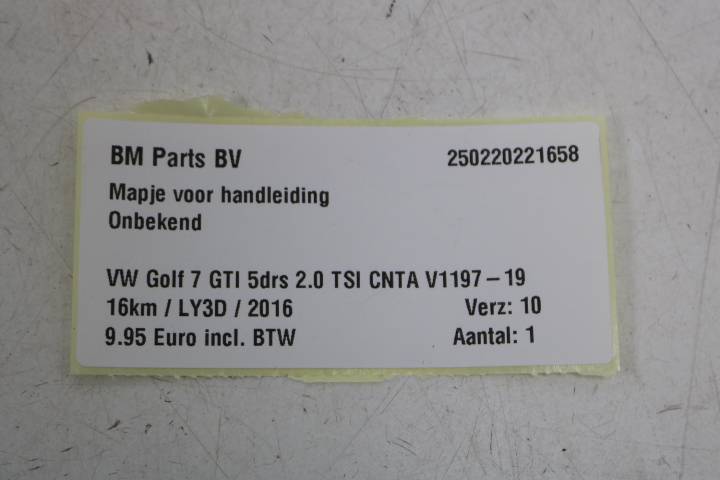 BM Parts BV 250220221658
Mapje voor handleiding
Onbekend
VW Golf 7 GTI 5drs 2.0 TSI CNTA V1197 – 19
16km / LY3D / 2016 Verz: 10
9.95 Euro incl. BTW Aantal: 1